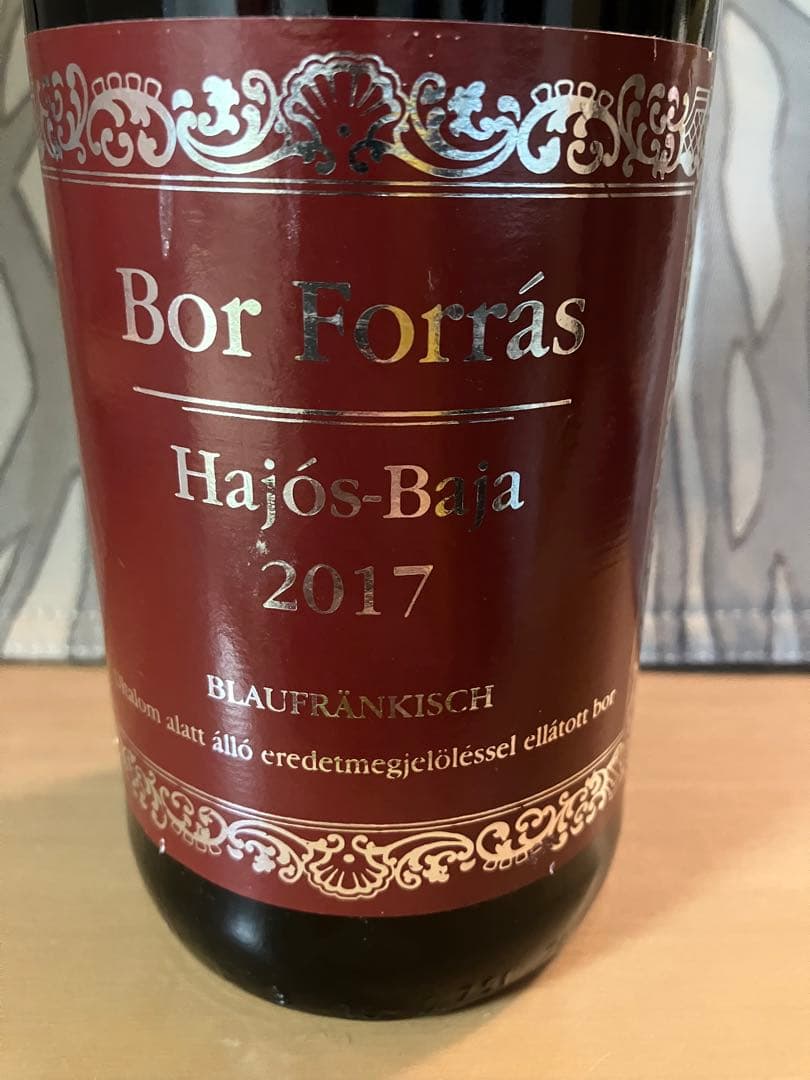 Bor Forrás
Hajós-Baja
2017
BLAUFRÄNKISCH
alatt álló eredetmegjelöléssel ellátott bor